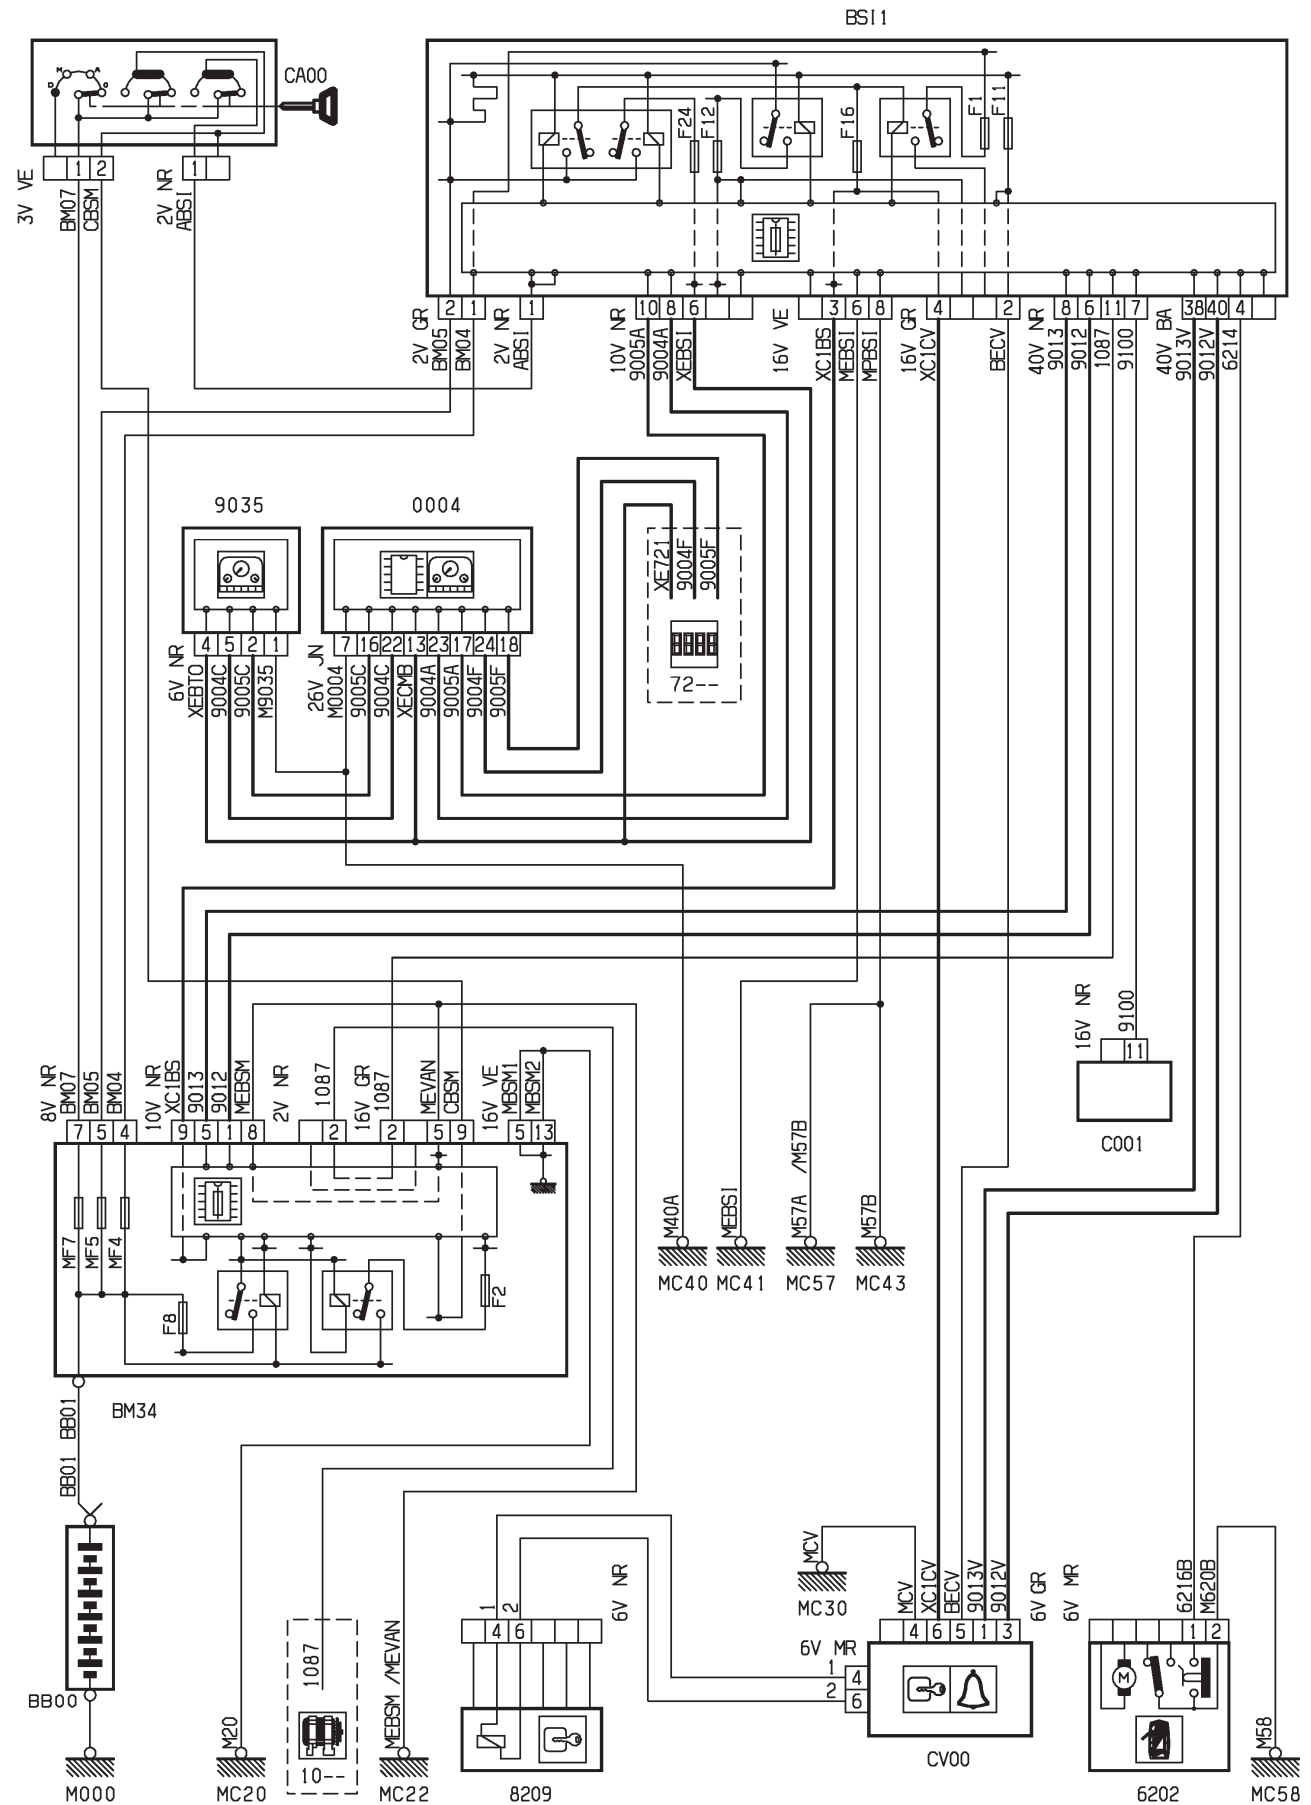 BSI1
CA00
M
A
D
O
1
2
1
3V VE
BM07
CBSM
2V NR
ABSI
F24
F12
F16
F1
F11
2
1
1
10
8
6
3
6
8
4
2
8
6
11
7
38
40
4
2V GR
BM05
BM04
2V NR
ABSI
10V NR
9005A
9004A
XEBSI
16V VE
XC1BS
MEBSI
MPBSI
16V GR
XC1CV
BECV
40V NR
9013
9012
1087
9100
40V BA
9013V
9012V
6214
9035
0004
XE721
9004F
9005F
72--
4
5
2
1
7
16
22
13
23
17
24
18
6V NR
XEBTO
9004C
9005C
M9035
26V JN
M0004
9005C
9004C
XECMB
9004A
9005A
9004F
9005F
16V NR
9100
11
C001
8V NR
BM07
BM05
BM04
10V NR
XC1BS
9013
9012
MEBSM
2V NR
1087
16V GR
1087
MEVAN
CBSM
16V VE
MBSM1
MBSM2
7
5
4
9
5
1
8
2
2
5
9
5
13
MF7
MF5
MF4
F8
F2
BM34
M40A
MEBSI
M57A /M57B
M57B
MC40
MC41
MC57
MC43
BB01 BB01
BB00
M000
M20
MC20
1087
10--
MEBSM /MEVAN
MC22
1
2
6V NR
4
6
8209
MCV
MC30
MCV
XC1CV
BECV
9013V
9012V
6V GR
4
6
5
1
3
6V MR
1
4
2
6
CV00
6V MR
6216B
M620B
1
2
M
6202
M58
MC58